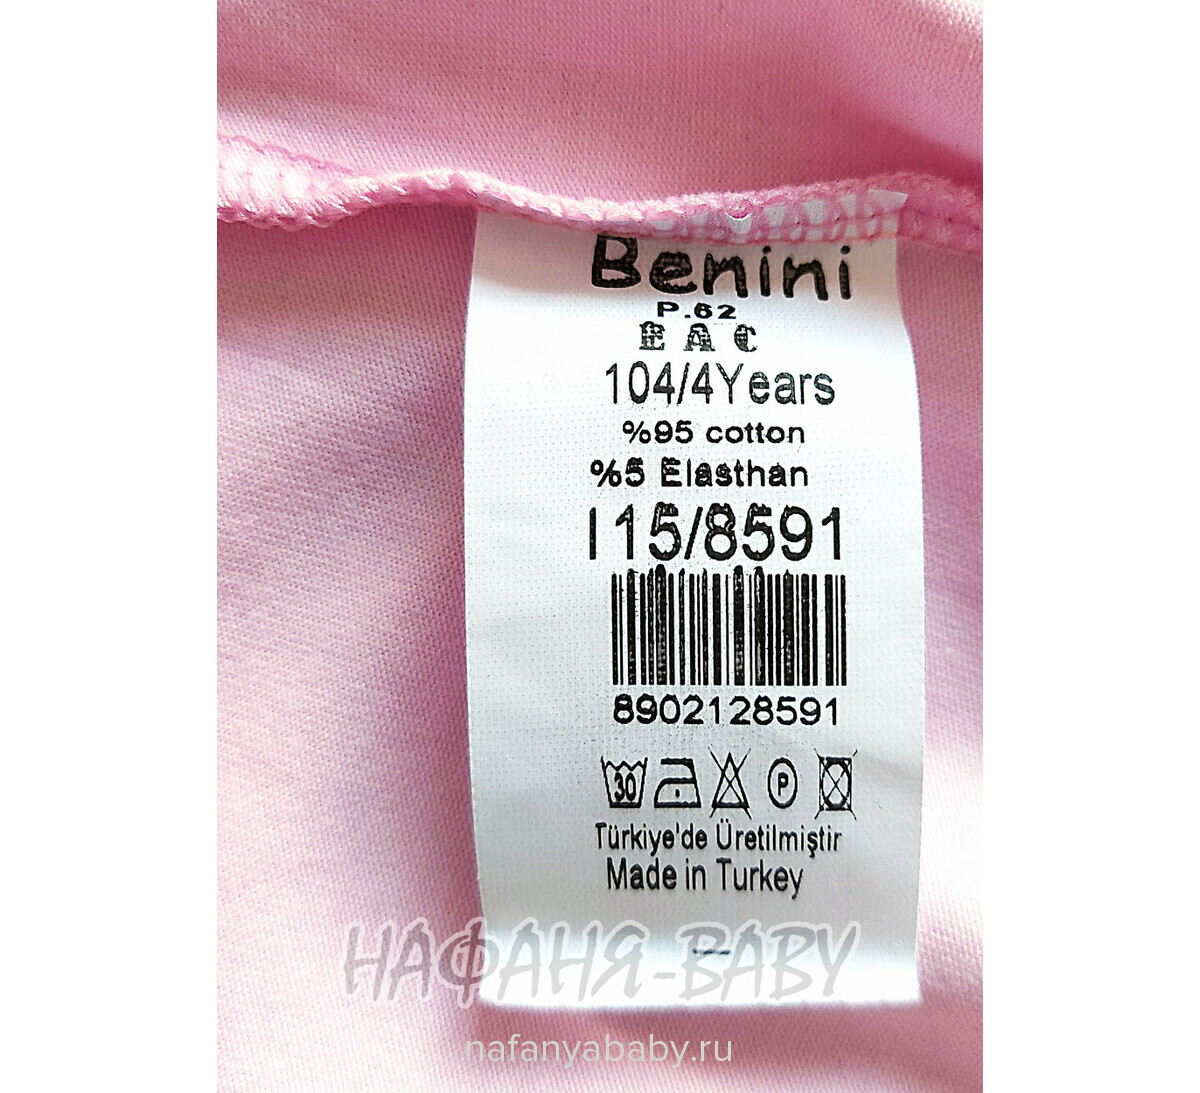 Benini
P.62
EAC
104/4Years
%95 cotton
%5 Elasthan
I15/8591
8902128591
30 P
Türkiye'de Üretilmiştir
Made in Turkey
НАФАНЯ-BABY
nafanyababy.ru